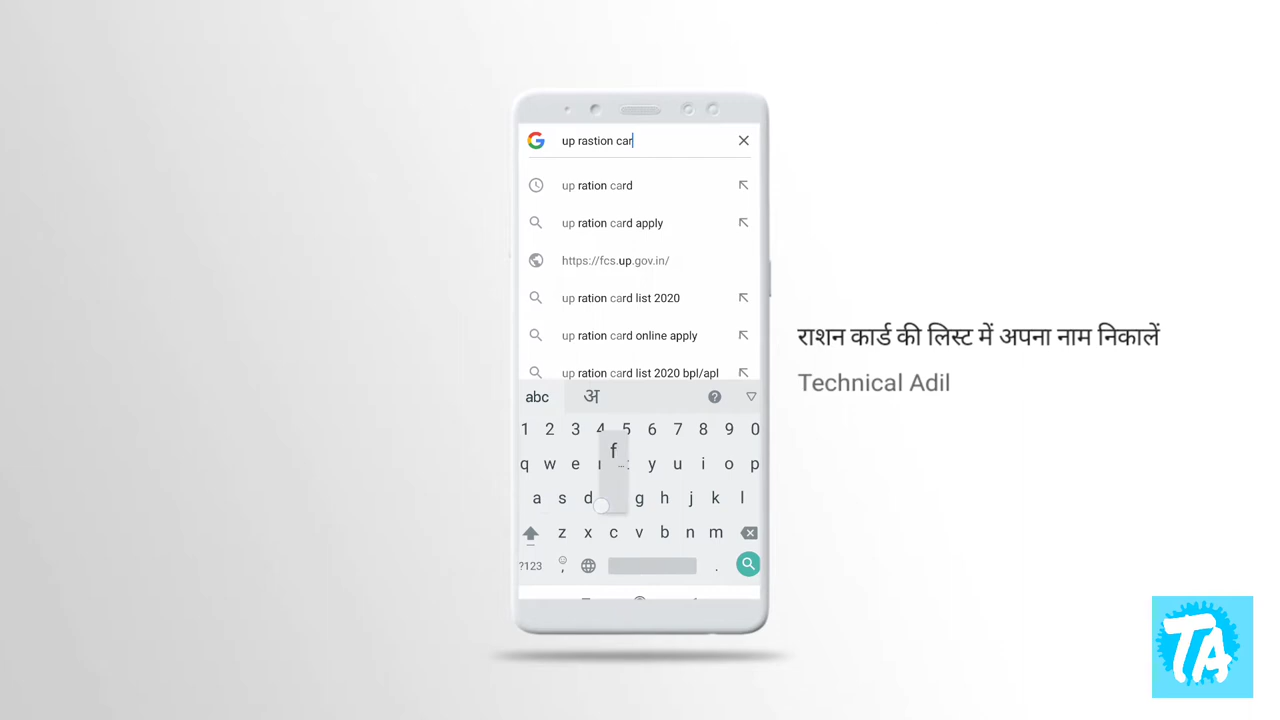 up rastion car
up ration card
up ration card apply
https://fcs.up.gov.in/
up ration card list 2020
up ration card online apply
up ration card list 2020 bpl/apl
राशन कार्ड की लिस्ट में अपना नाम निकालें
Technical Adil
abc अ ?
1 2 3 4 5 6 7 8 9 0
f
q w e y u i o p
a s d g h j k l
z x c v b n m
?123 , .
TA